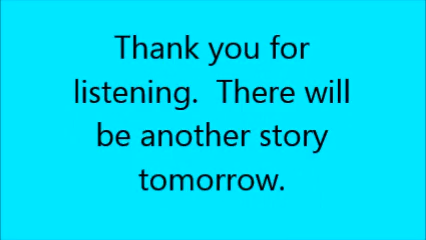 Thank you for
listening.  There will
be another story
tomorrow.